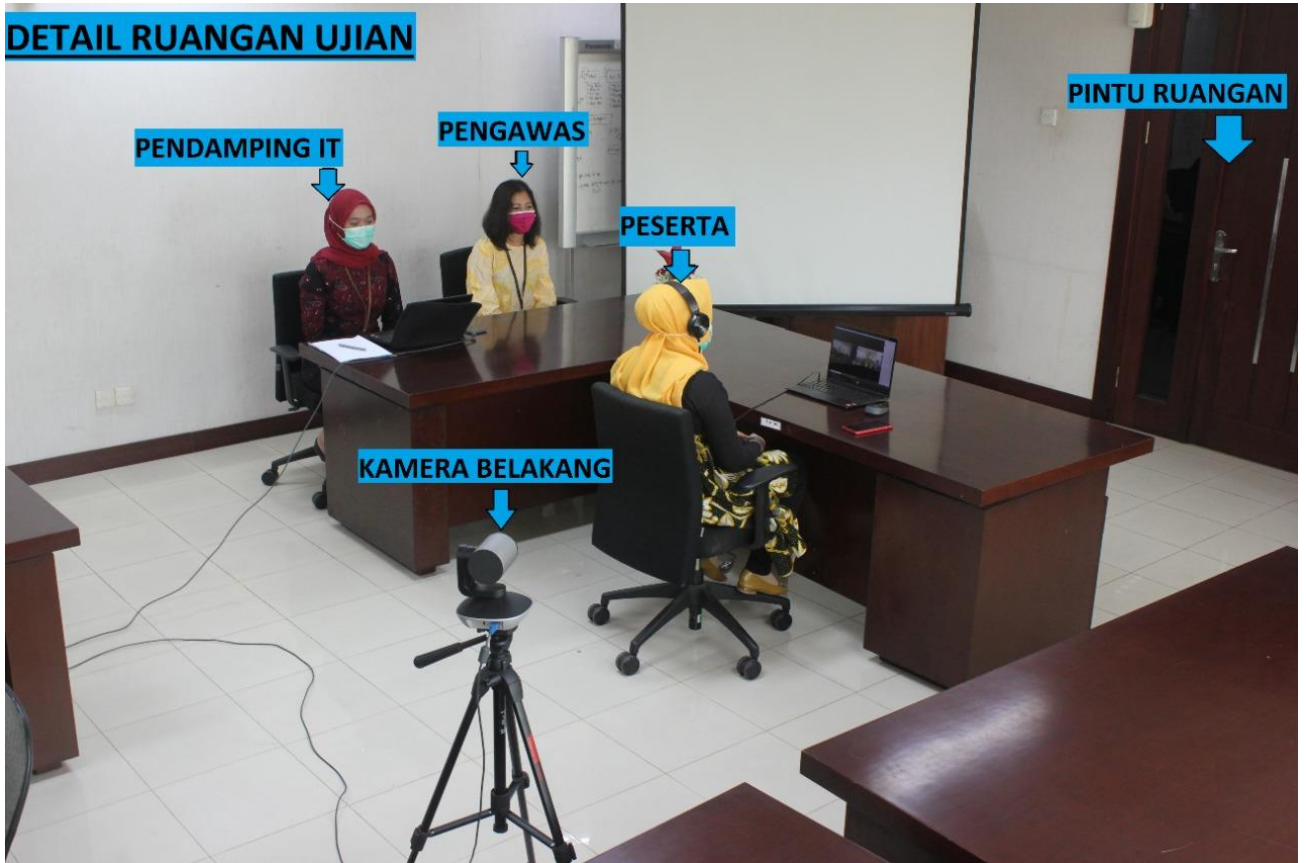 DETAIL RUANGAN UJIAN
PINTU RUANGAN
PENGAWAS
PENDAMPING IT
PESERTA
KAMERA BELAKANG